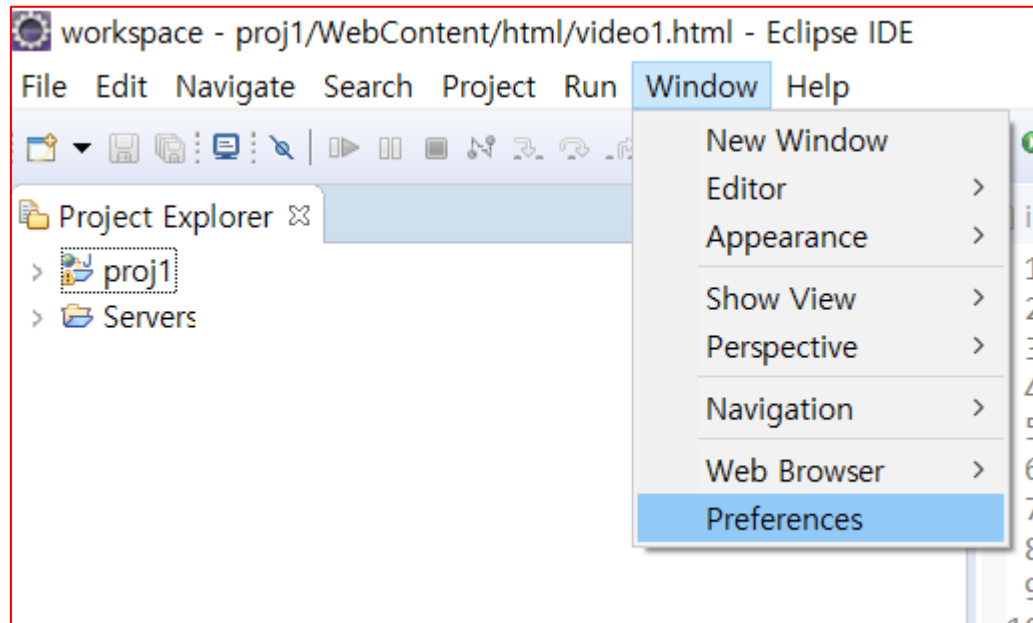 workspace - proj1/WebContent/html/video1.html - Eclipse IDE
File Edit Navigate Search Project Run Window Help
New Window
Editor
Appearance
Show View
Perspective
Navigation
Web Browser
Preferences
Project Explorer
proj1
Servers